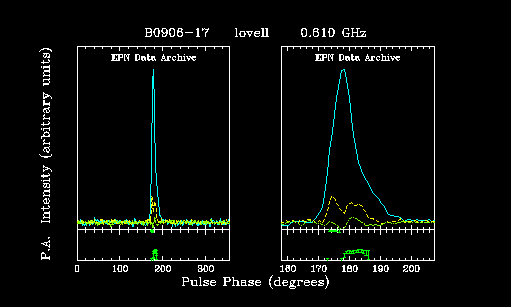 B0906-17 lovell 0.610 GHz
EPN Data Archive EPN Data Archive
Intensity (arbitrary units)
P.A.
0 100 200 300 160 170 180 190 200
Pulse Phase (degrees)